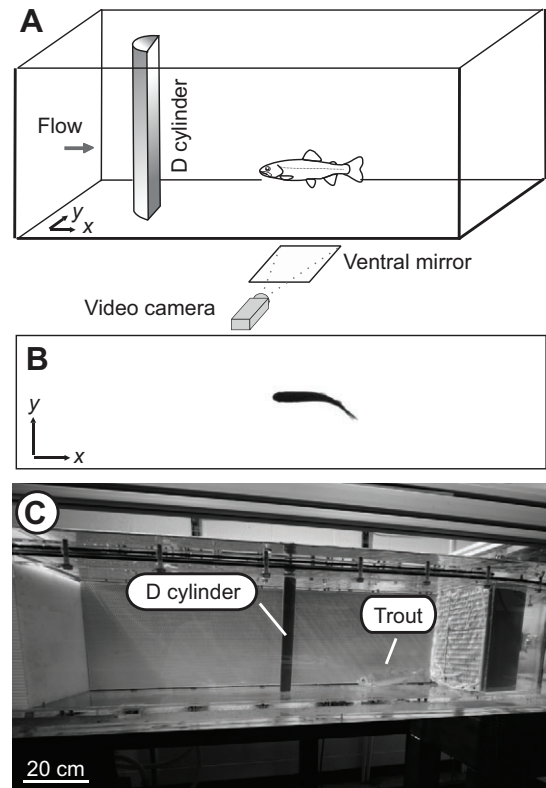 A
D cylinder
Flow
y
x
Ventral mirror
Video camera
B
y
x
C
D cylinder
Trout
20 cm